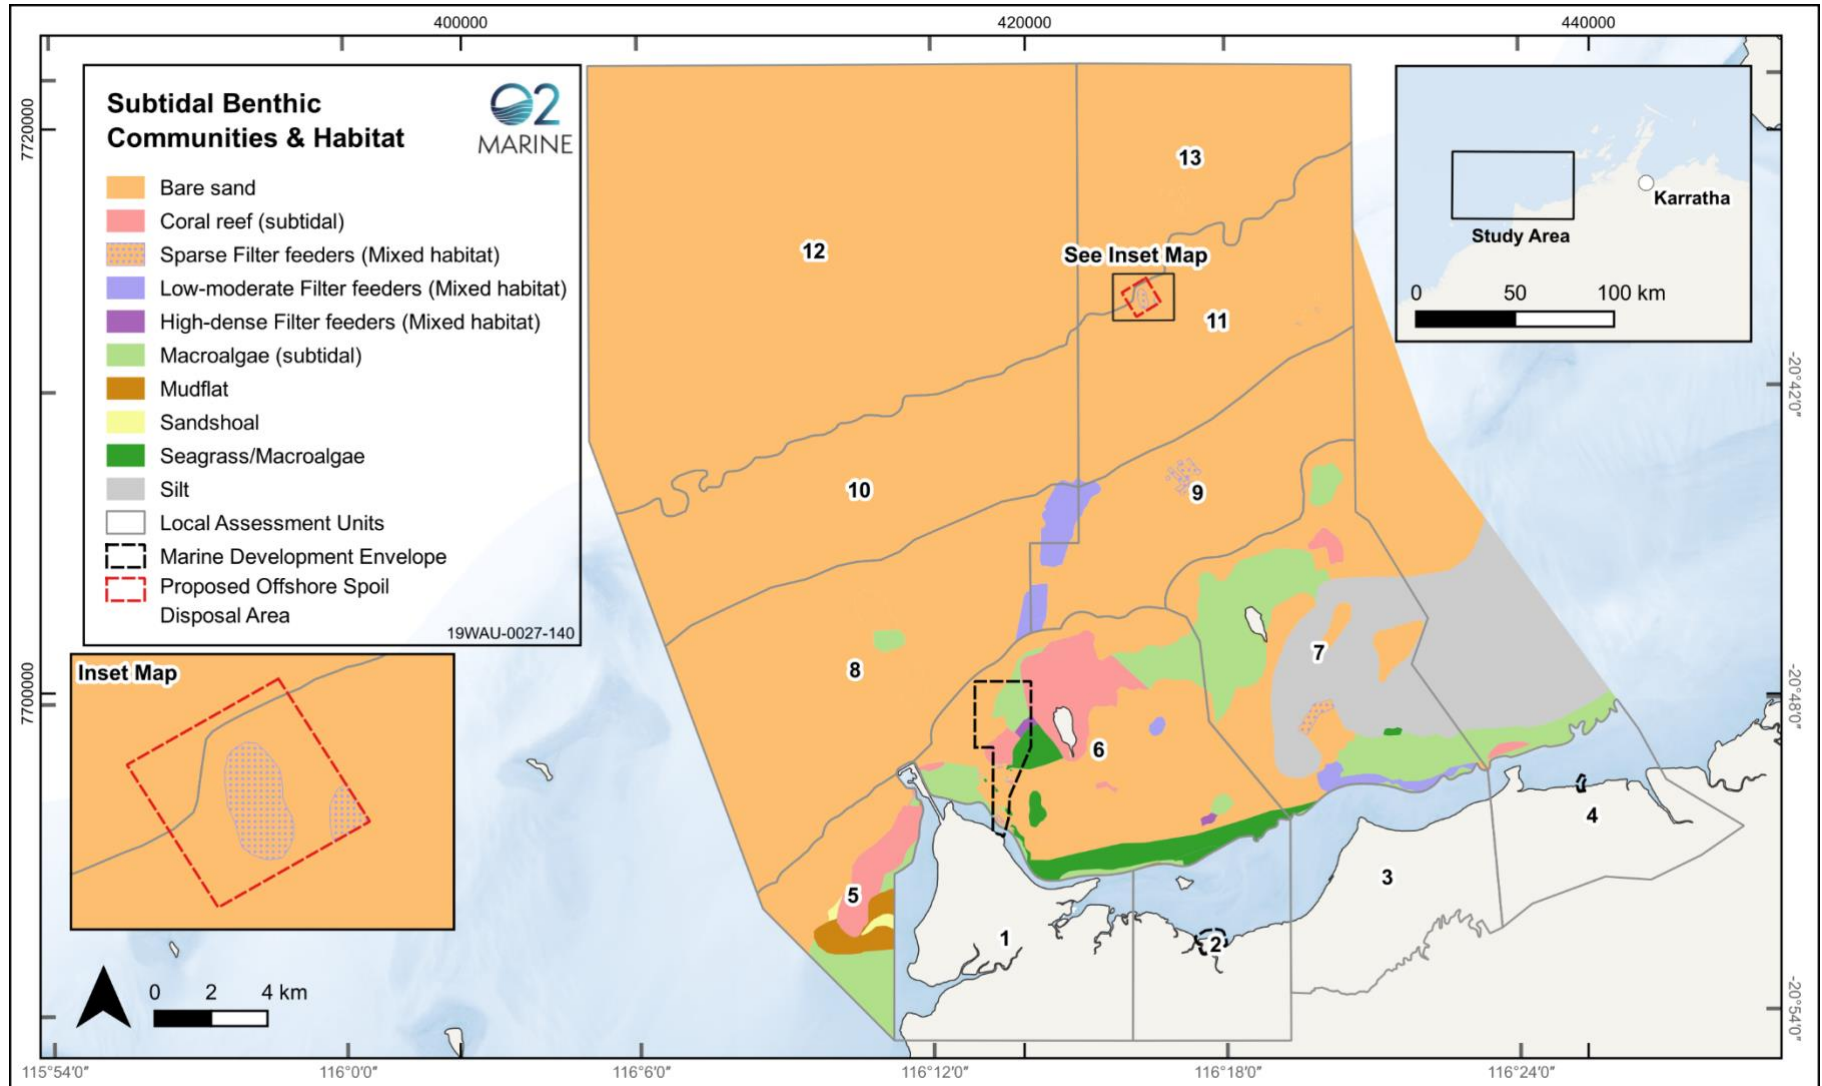 400000
420000
440000
7720000
7700000
Subtidal Benthic
Communities & Habitat
O2
MARINE
Bare sand
Coral reef (subtidal)
Sparse Filter feeders (Mixed habitat)
Low-moderate Filter feeders (Mixed habitat)
High-dense Filter feeders (Mixed habitat)
Macroalgae (subtidal)
Mudflat
Sandshoal
Seagrass/Macroalgae
Silt
Local Assessment Units
Marine Development Envelope
Proposed Offshore Spoil
Disposal Area
19WAU-0027-140
Inset Map
0 2 4 km
13
12
See Inset Map
11
10
9
8
7
6
5
4
3
2
1
Karratha
Study Area
0 50 100 km
-20°42'0"
-20°48'0"
-20°54'0"
115°54'0"
116°0'0"
116°6'0"
116°12'0"
116°18'0"
116°24'0"